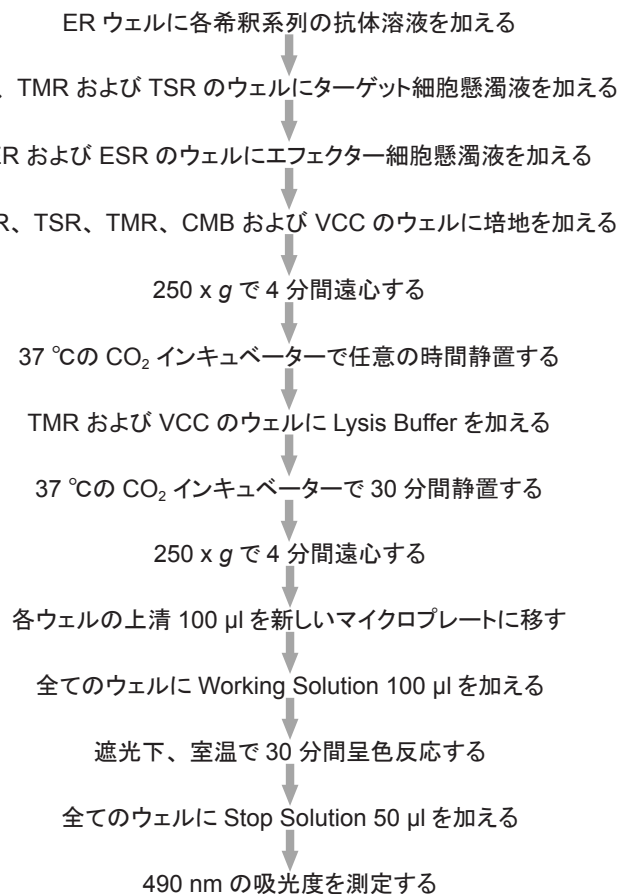 ER ウェルに各希釈系列の抗体溶液を加える
、TMR および TSR のウェルにターゲット細胞懸濁液を加える
および ESR のウェルにエフェクター細胞懸濁液を加える
、TSR、TMR、CMB および VCC のウェルに培地を加える
250 x g で 4 分間遠心する
37 ℃の CO₂ インキュベーターで任意の時間静置する
TMR および VCC のウェルに Lysis Buffer を加える
37 ℃の CO₂ インキュベーターで 30 分間静置する
250 x g で 4 分間遠心する
各ウェルの上清 100 µl を新しいマイクロプレートに移す
全てのウェルに Working Solution 100 µl を加える
遮光下、室温で 30 分間呈色反応する
全てのウェルに Stop Solution 50 µl を加える
490 nm の吸光度を測定する